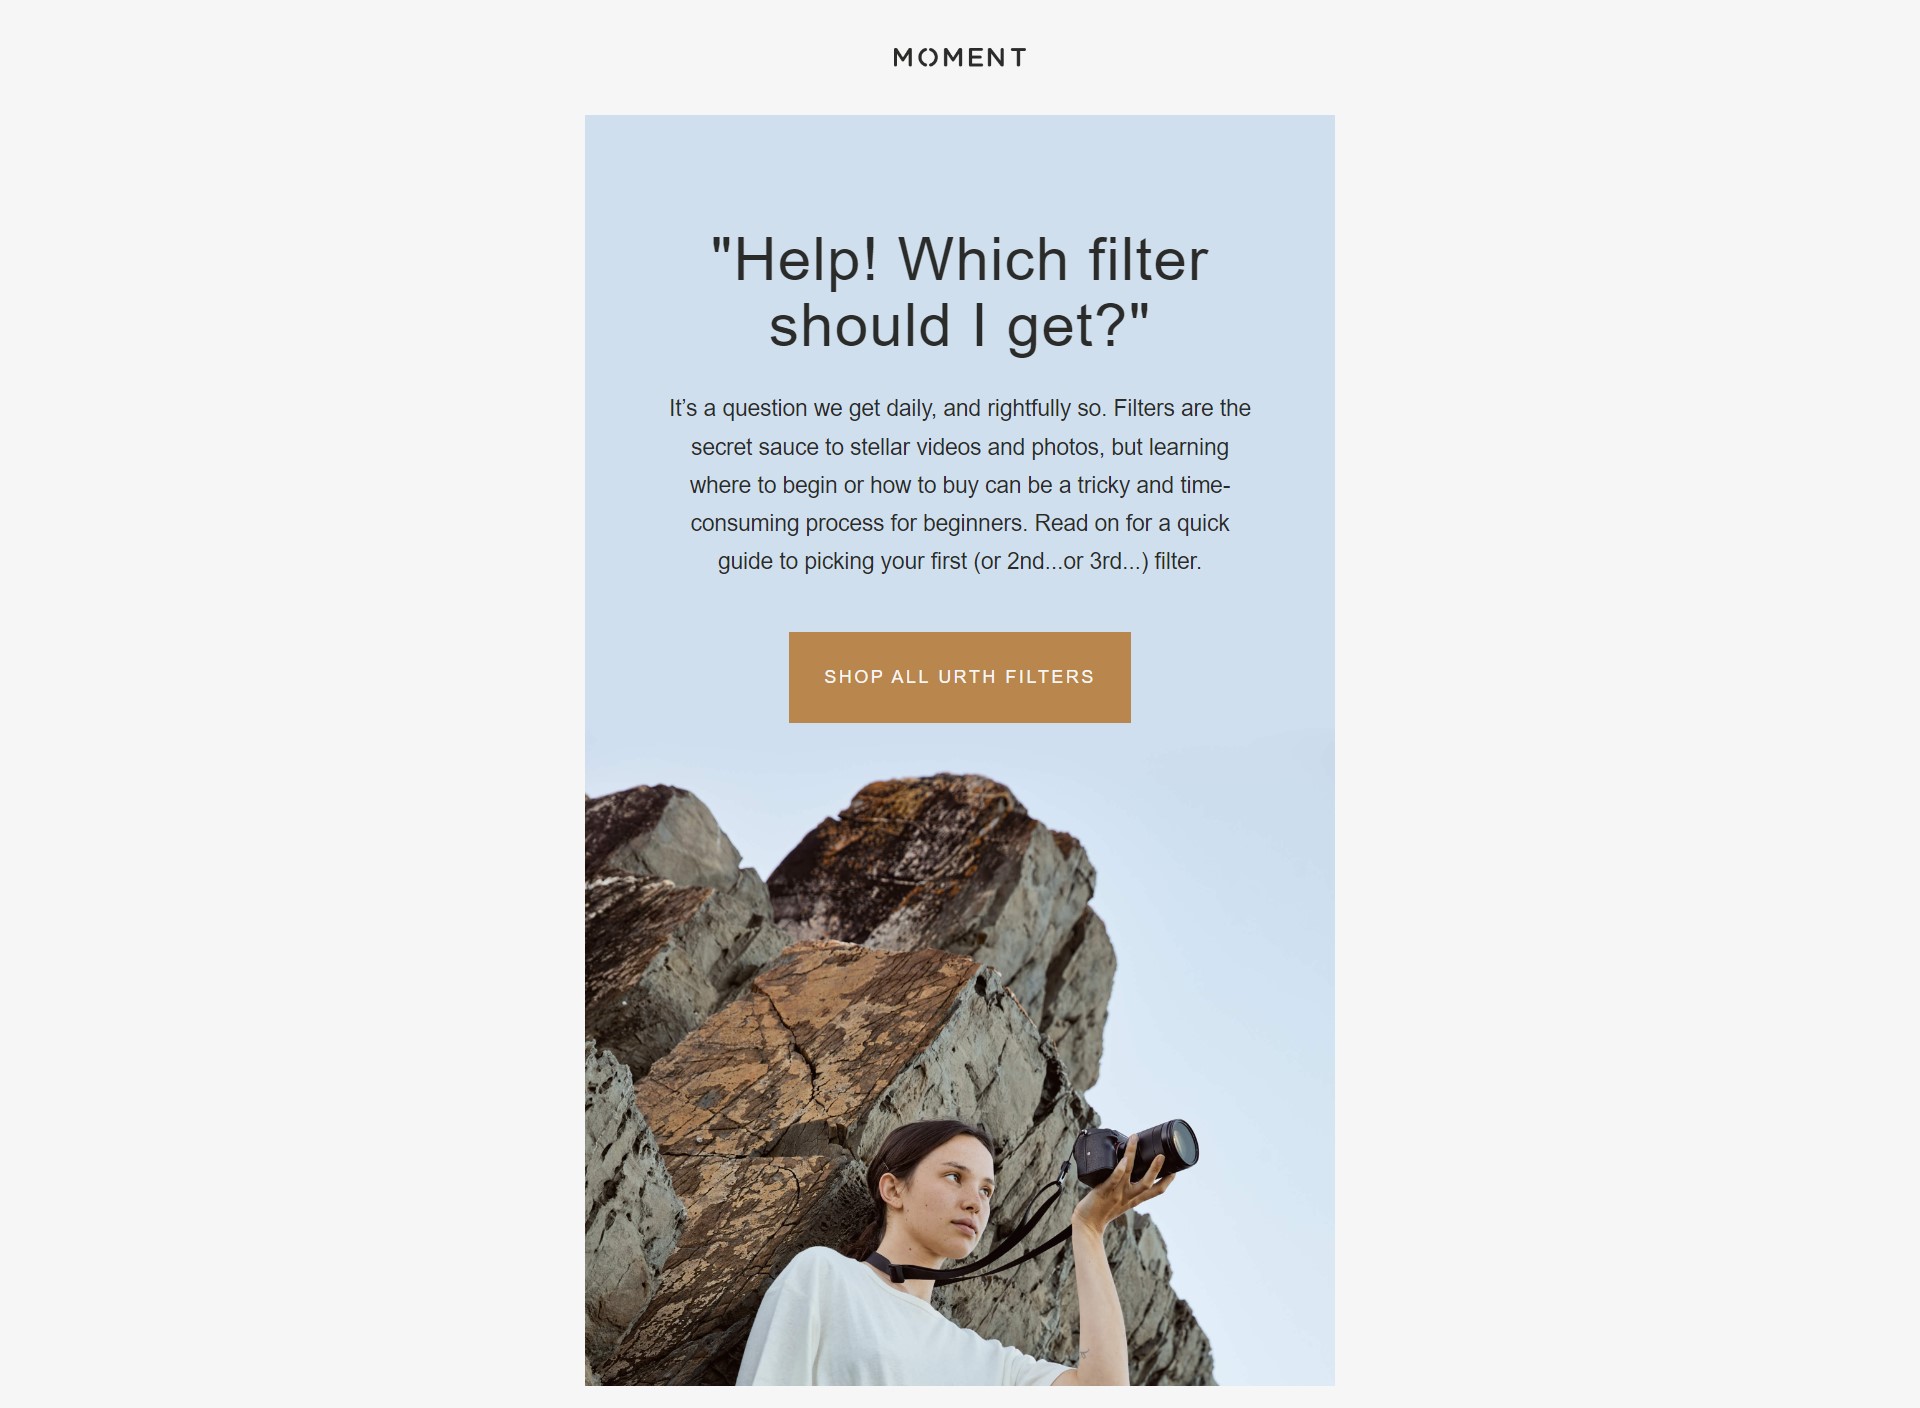 MOMENT
"Help! Which filter
should I get?"
It’s a question we get daily, and rightfully so. Filters are the
secret sauce to stellar videos and photos, but learning
where to begin or how to buy can be a tricky and time-
consuming process for beginners. Read on for a quick
guide to picking your first (or 2nd...or 3rd...) filter.
SHOP ALL URTH FILTERS